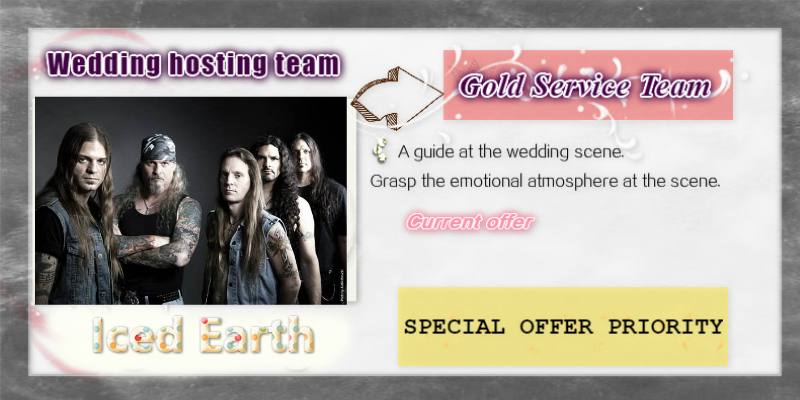 Wedding hosting team
Gold Service Team
A guide at the wedding scene.
Grasp the emotional atmosphere at the scene.
Current offer
Iced Earth
SPECIAL OFFER PRIORITY